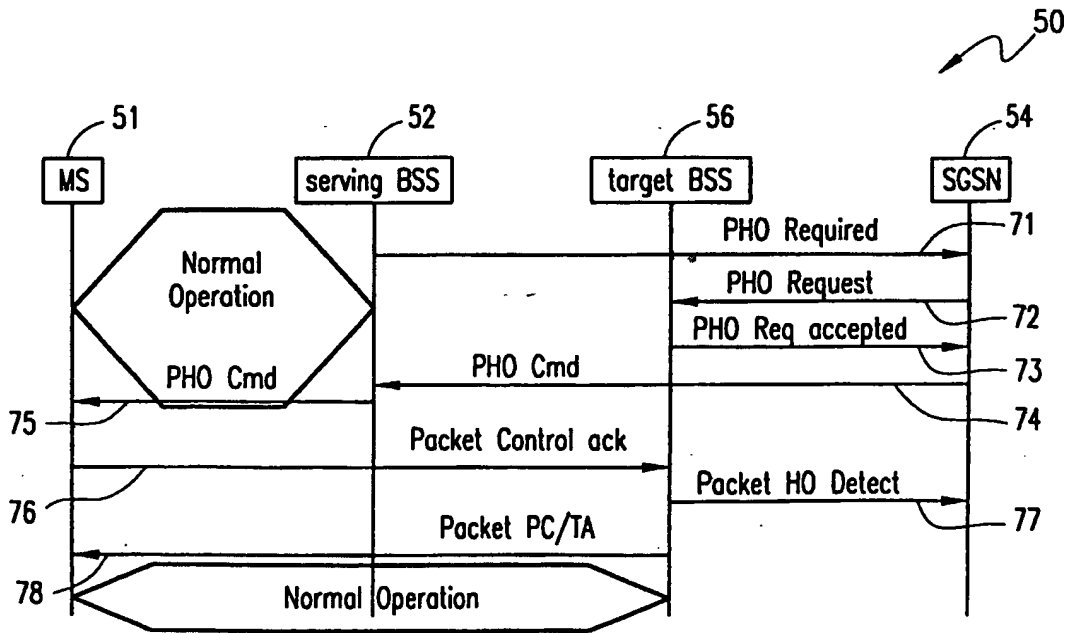 50
51
52
56
54
MS
serving BSS
target BSS
SGSN
PHO Required
71
Normal
Operation
PHO Request
72
PHO Req accepted
73
PHO Cmd
PHO Cmd
75
74
Packet Control ack
76
Packet HO Detect
77
Packet PC/TA
78
Normal Operation